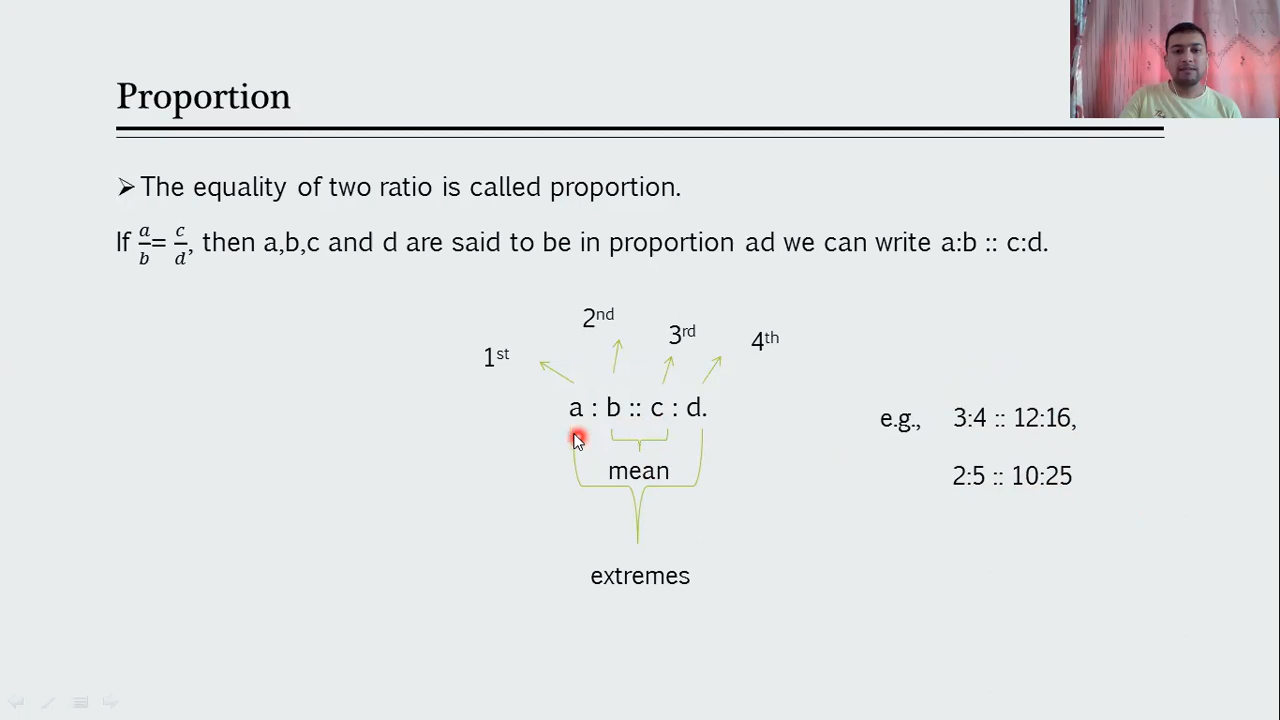 Proportion
➢The equality of two ratio is called proportion.
If a/b = c/d, then a,b,c and d are said to be in proportion ad we can write a:b :: c:d.
1st 2nd 3rd 4th
a : b :: c : d.
mean
extremes
e.g., 3:4 :: 12:16,
2:5 :: 10:25